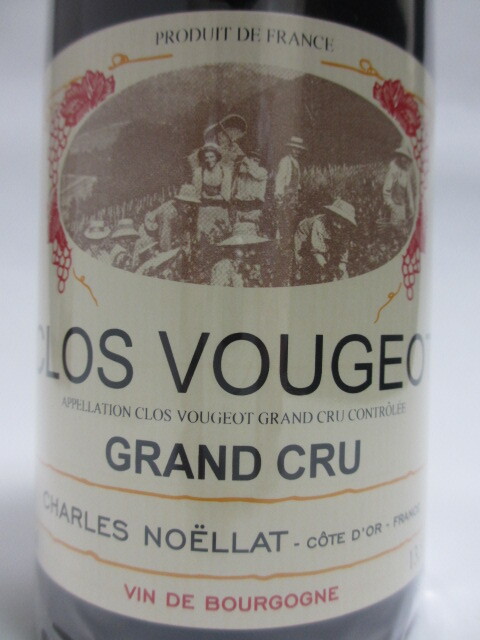 PRODUIT DE FRANCE
CLOS VOUGEOT
APPELLATION CLOS VOUGEOT GRAND CRU CONTRÔLÉE
GRAND CRU
CHARLES NOËLLAT - CÔTE D'OR - FRANCE
VIN DE BOURGOGNE